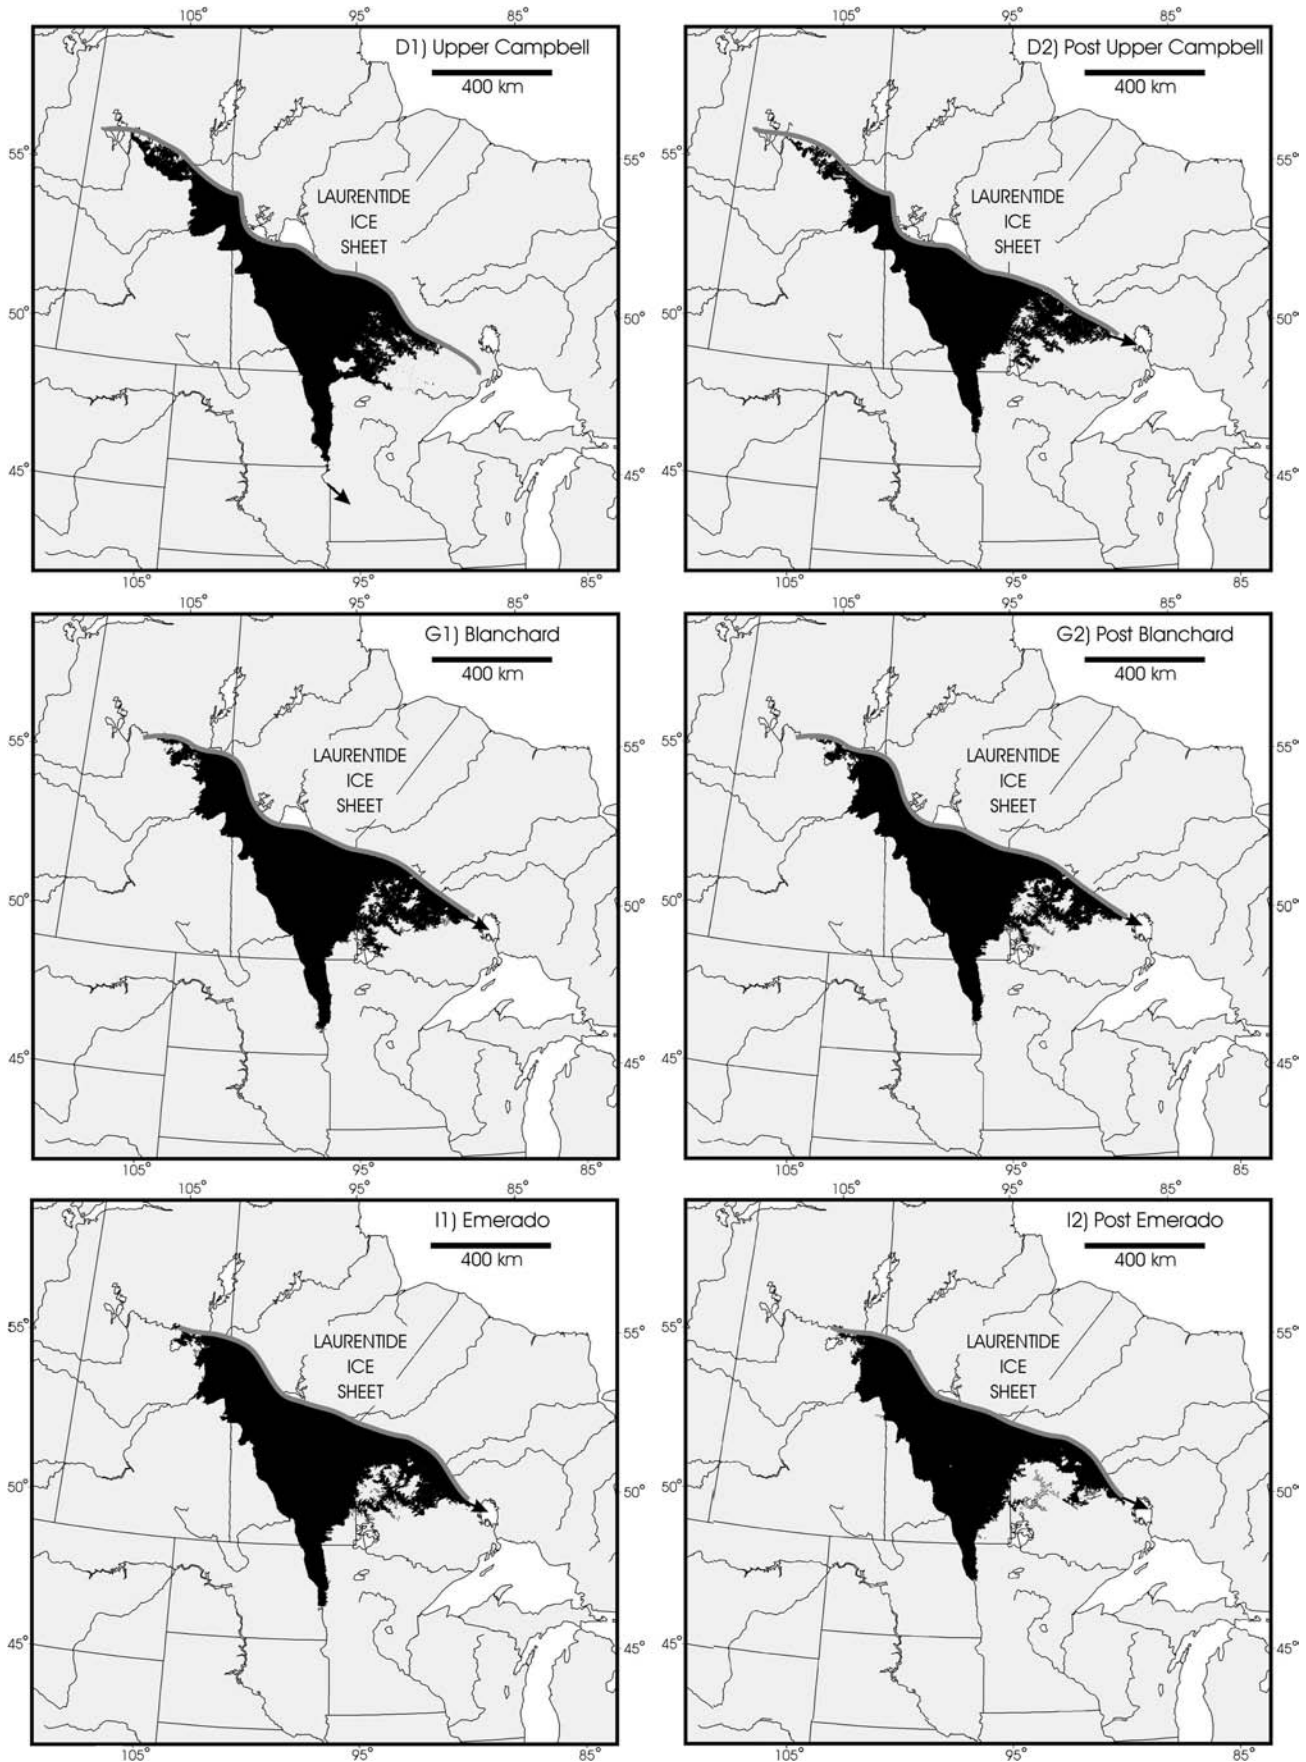 105° 95° 85°
D1) Upper Campbell
400 km
LAURENTIDE
ICE
SHEET
55° 55°
50° 50°
45° 45°
105° 95° 85°
105° 95° 85°
D2) Post Upper Campbell
400 km
LAURENTIDE
ICE
SHEET
55°
50°
45°
105° 95° 85°
105° 95° 85°
G1) Blanchard
400 km
LAURENTIDE
ICE
SHEET
55° 55°
50° 50°
45° 45°
105° 95° 85°
105° 95° 85°
G2) Post Blanchard
400 km
LAURENTIDE
ICE
SHEET
55°
50°
45°
105° 95° 85°
105° 95° 85°
I1) Emerado
400 km
LAURENTIDE
ICE
SHEET
55° 55°
50° 50°
45° 45°
105° 95° 85°
105° 95° 85°
I2) Post Emerado
400 km
LAURENTIDE
ICE
SHEET
55°
50°
45°
105° 95° 85°